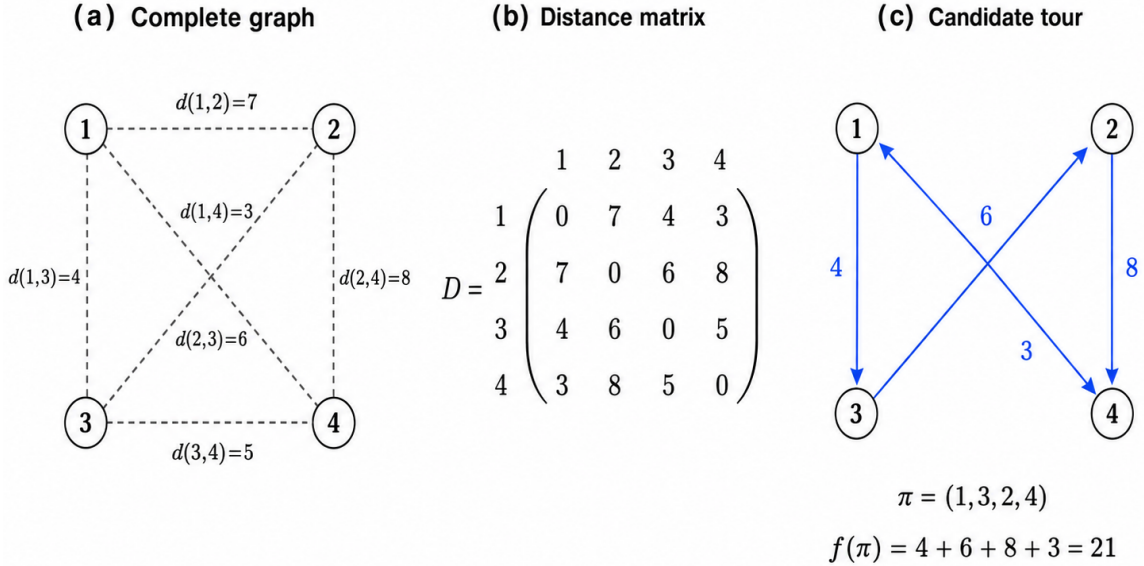 (a) Complete graph
1
2
3
4
d(1,2)=7
d(1,4)=3
d(1,3)=4
d(2,4)=8
d(2,3)=6
d(3,4)=5
(b) Distance matrix
1 2 3 4
D =
1 0 7 4 3
2 7 0 6 8
3 4 6 0 5
4 3 8 5 0
(c) Candidate tour
1
2
6
4
8
3
3
4
π = (1,3,2,4)
f(π) = 4 + 6 + 8 + 3 = 21